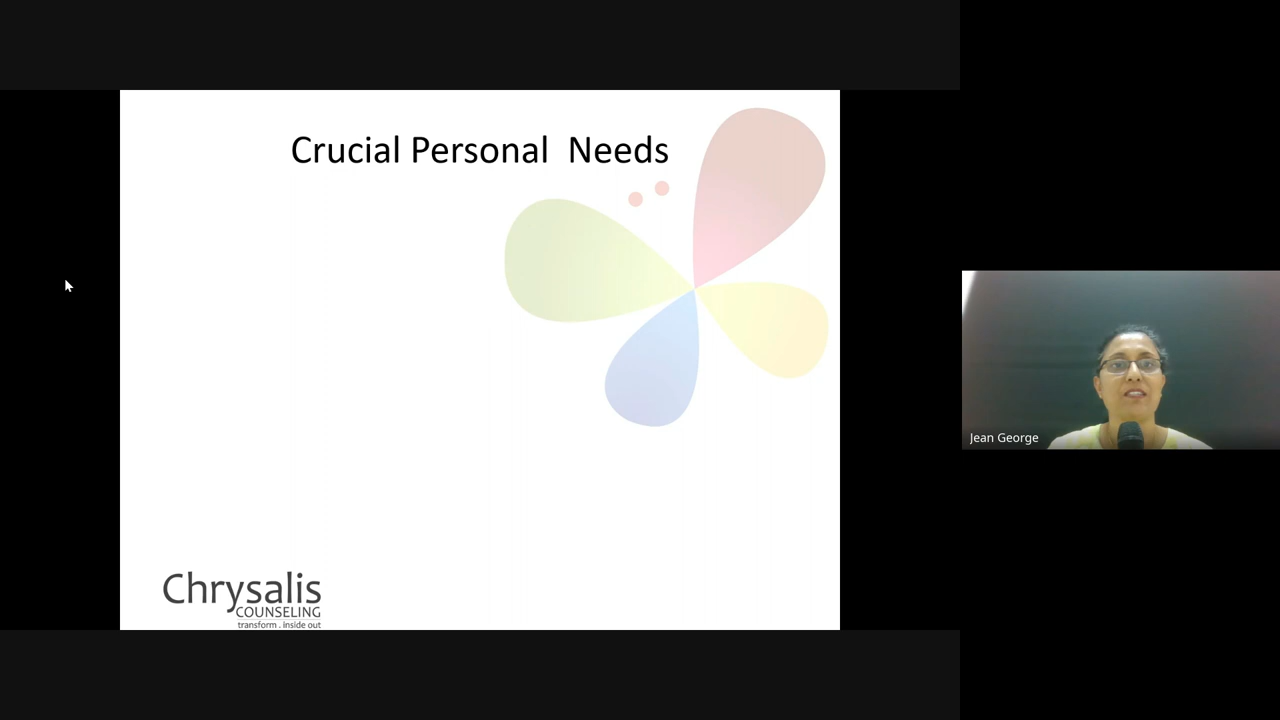 Crucial Personal  Needs
Jean George
Chrysalis
COUNSELING
transform . inside out